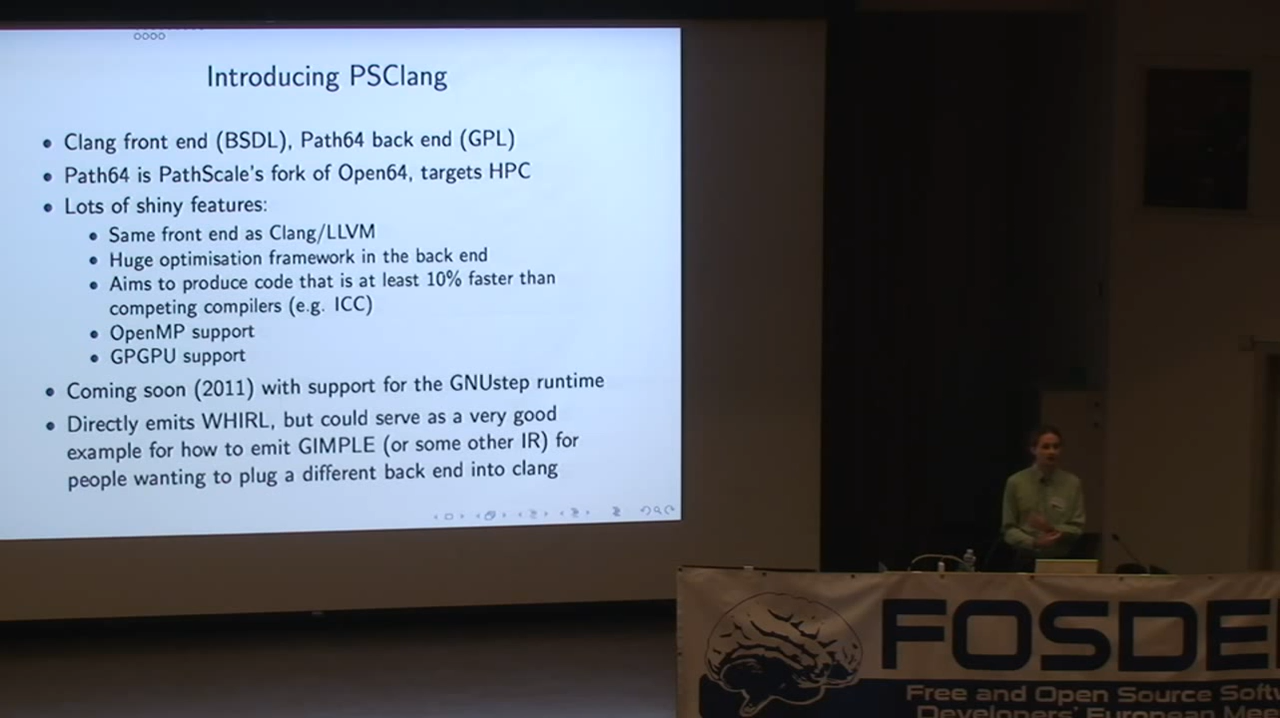 Introducing PSClang
• Clang front end (BSDL), Path64 back end (GPL)
• Path64 is PathScale's fork of Open64, targets HPC
• Lots of shiny features:
• Same front end as Clang/LLVM
• Huge optimisation framework in the back end
• Aims to produce code that is at least 10% faster than
competing compilers (e.g. ICC)
• OpenMP support
• GPGPU support
• Coming soon (2011) with support for the GNUstep runtime
• Directly emits WHIRL, but could serve as a very good
example for how to emit GIMPLE (or some other IR) for
people wanting to plug a different back end into clang
FOSDE
Free and Open Source Softw
Developers' European Mee